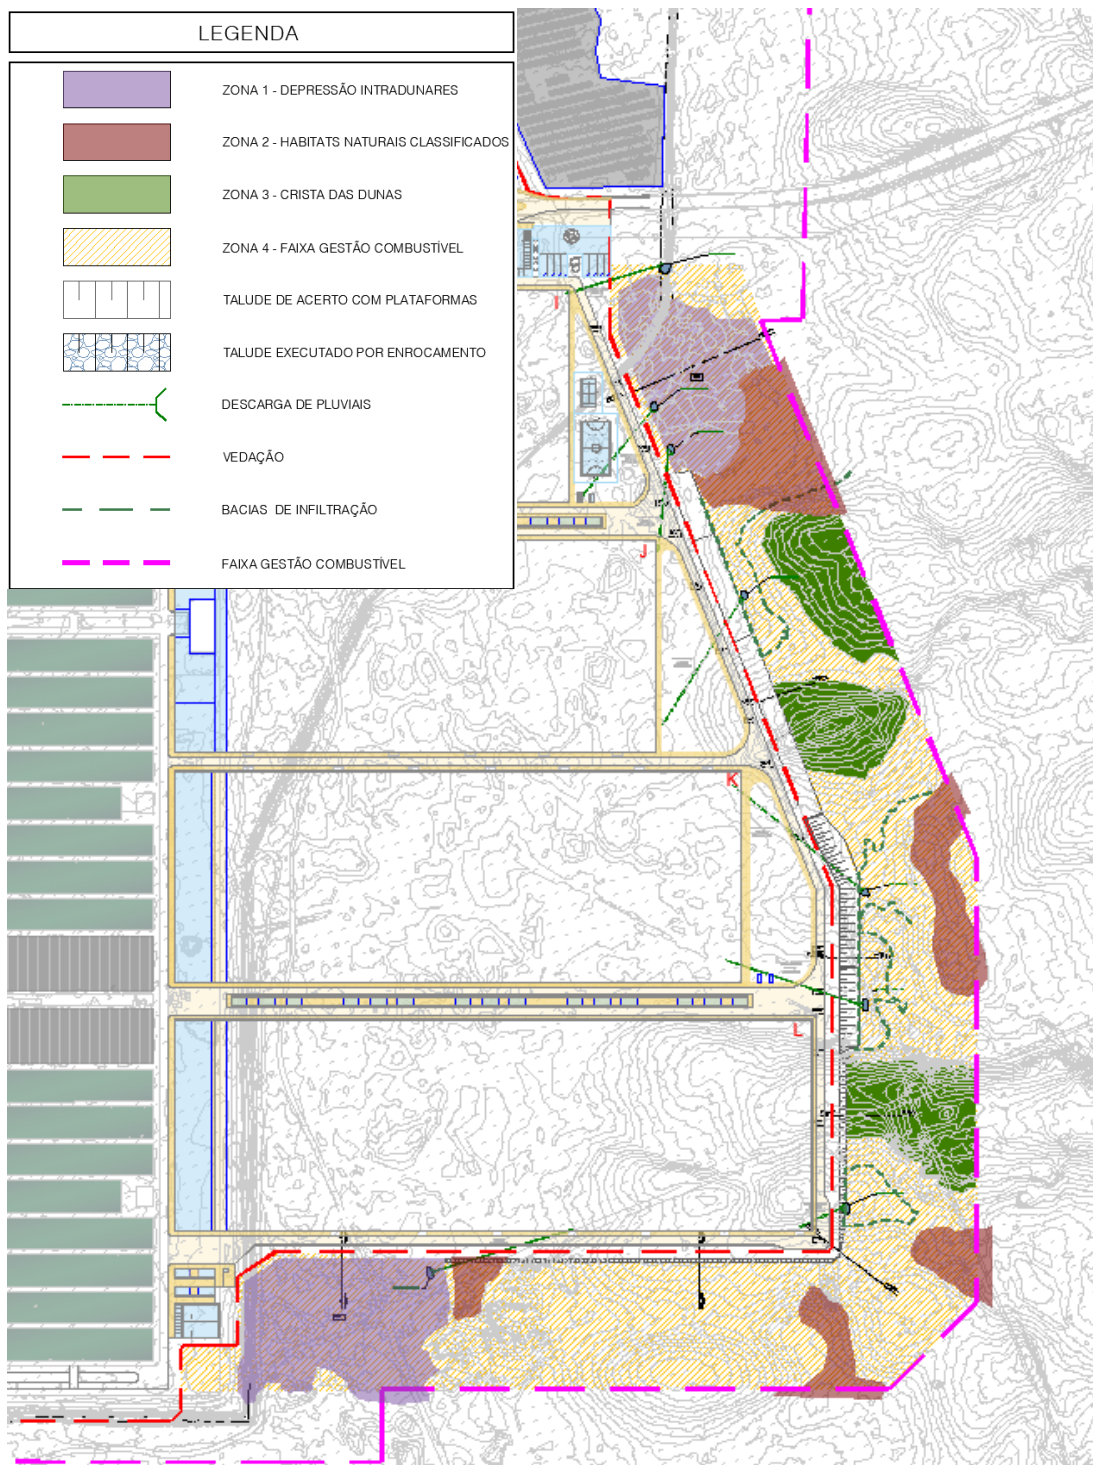 LEGENDA
ZONA 1 - DEPRESSÃO INTRADUNARES
ZONA 2 - HABITATS NATURAIS CLASSIFICADOS
ZONA 3 - CRISTA DAS DUNAS
ZONA 4 - FAIXA GESTÃO COMBUSTÍVEL
TALUDE DE ACERTO COM PLATAFORMAS
TALUDE EXECUTADO POR ENROCAMENTO
DESCARGA DE PLUVIAIS
VEDAÇÃO
BACIAS DE INFILTRAÇÃO
FAIXA GESTÃO COMBUSTÍVEL
I
J
K
L